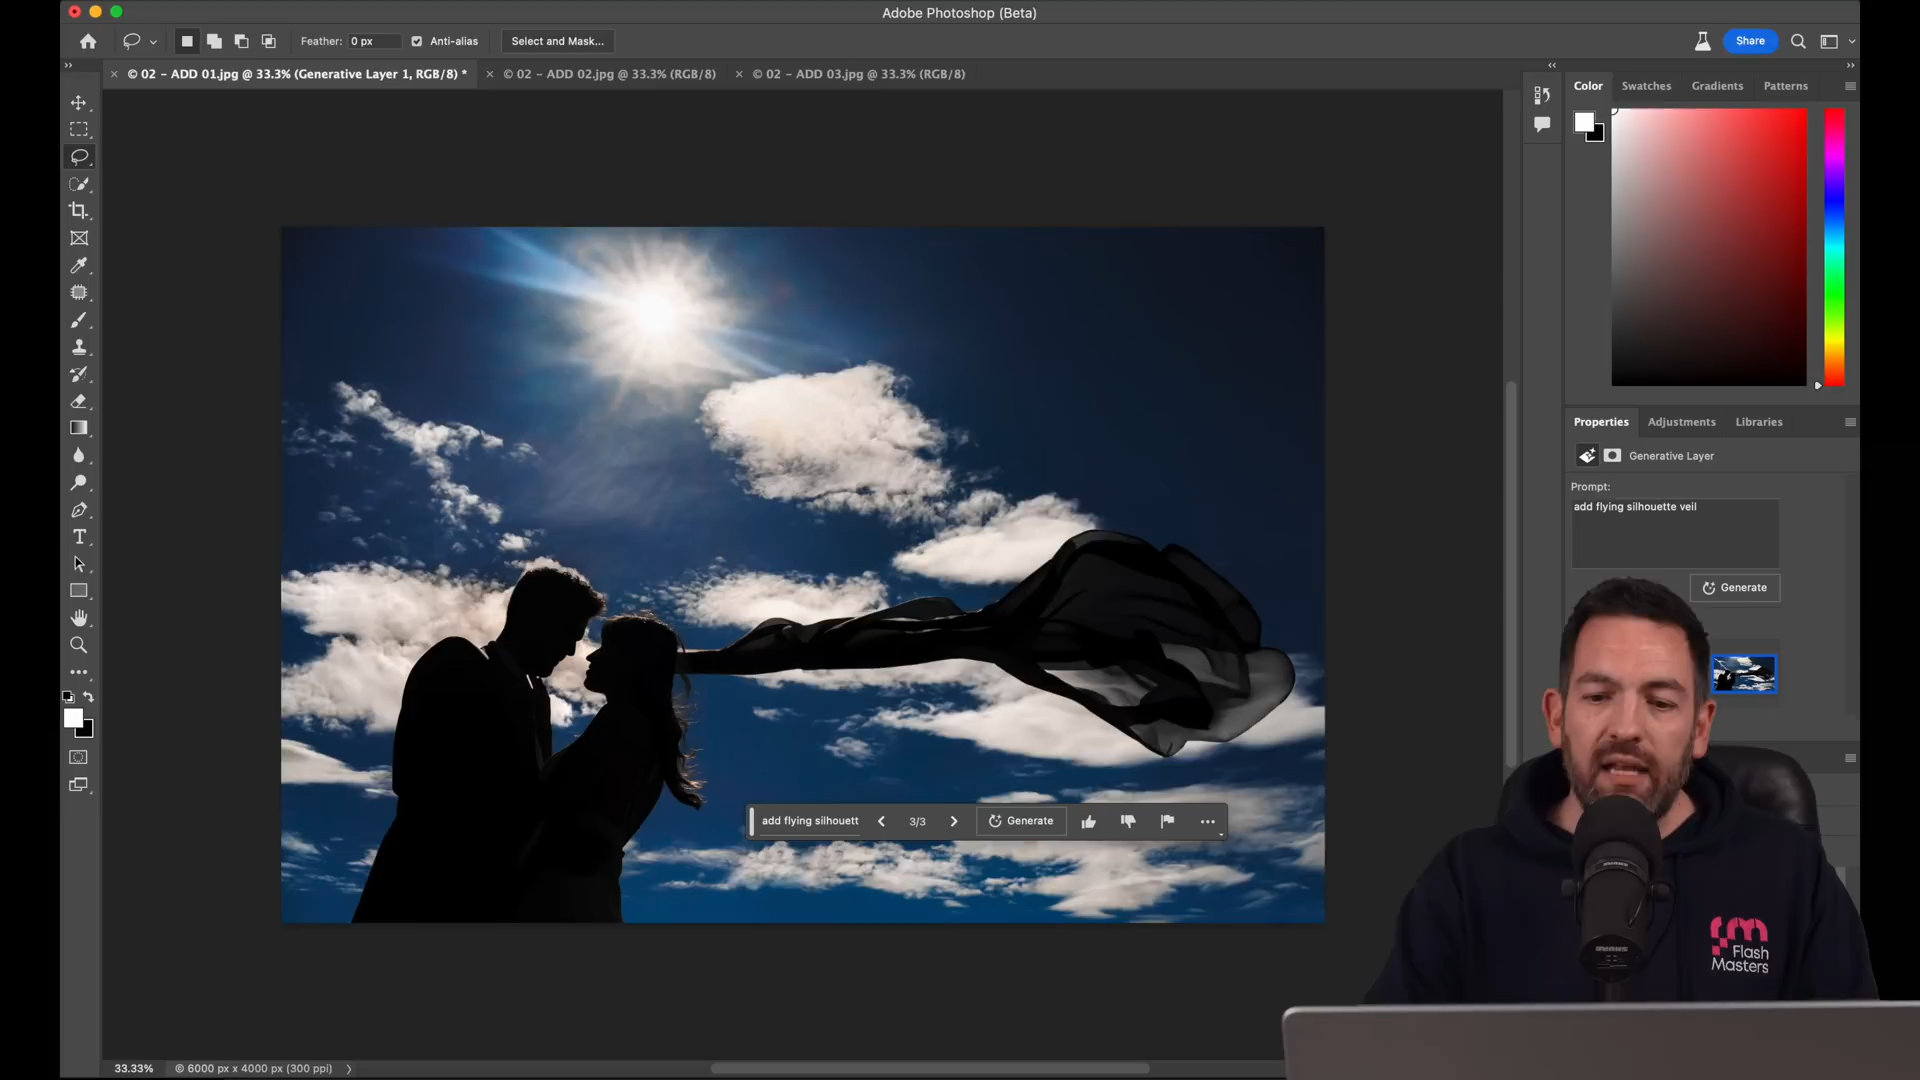 Adobe Photoshop (Beta)
Feather: 0 px Anti-alias Select and Mask... Share
× © 02 - ADD 01.jpg @ 33.3% (Generative Layer 1, RGB/8) * × © 02 - ADD 02.jpg @ 33.3% (RGB/8) × © 02 - ADD 03.jpg @ 33.3% (RGB/8)
Color Swatches Gradients Patterns
Properties Adjustments Libraries
Generative Layer
Prompt:
add flying silhouette veil
Generate
add flying silhouett 3/3 Generate
Flash
Masters
33.33% © 6000 px x 4000 px (300 ppi)